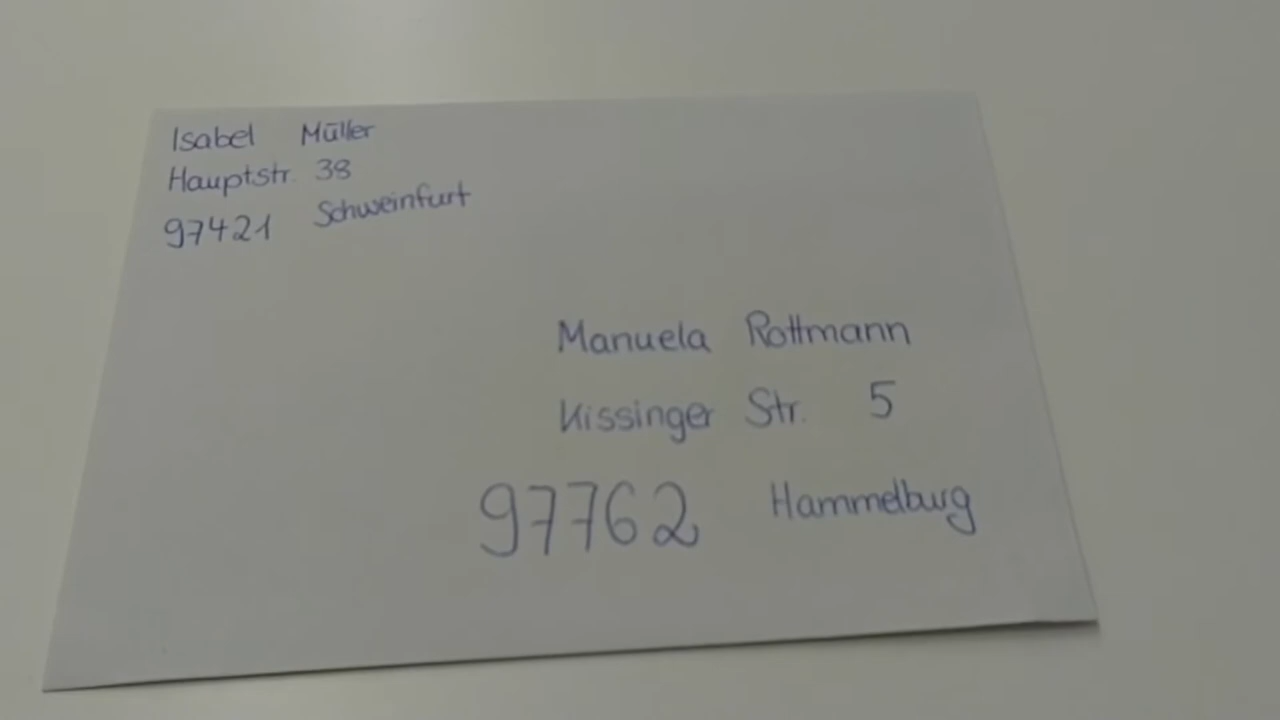 Isabel Müller
Hauptstr. 38
97421 Schweinfurt
Manuela Rottmann
Kissinger Str. 5
97762 Hammelburg